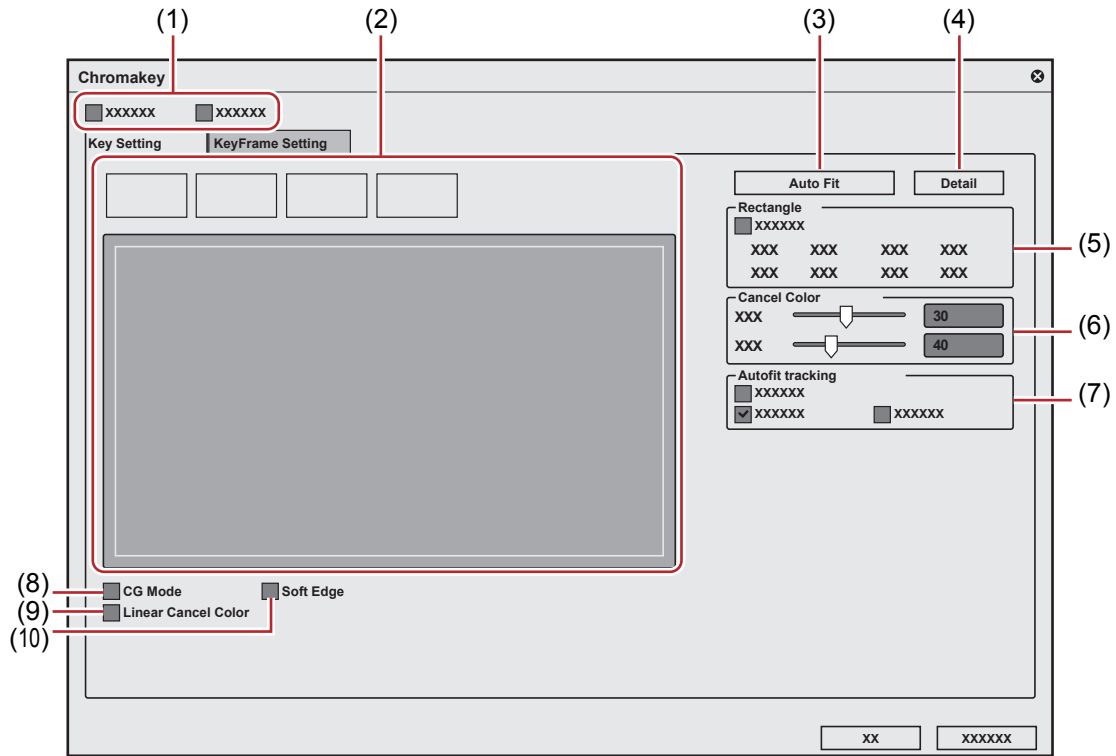 (1) (2) (3) (4)
Chromakey
xxxxxx xxxxxx
Key Setting KeyFrame Setting
Auto Fit Detail
Rectangle
xxxxxx
(5)
XXX XXX XXX XXX
XXX XXX XXX XXX
Cancel Color
XXX 30
(6)
XXX 40
Autofit tracking
xxxxxx
(7)
xxxxxx xxxxxx
(8) CG Mode Soft Edge
(9) Linear Cancel Color
(10)
XX XXXXXX